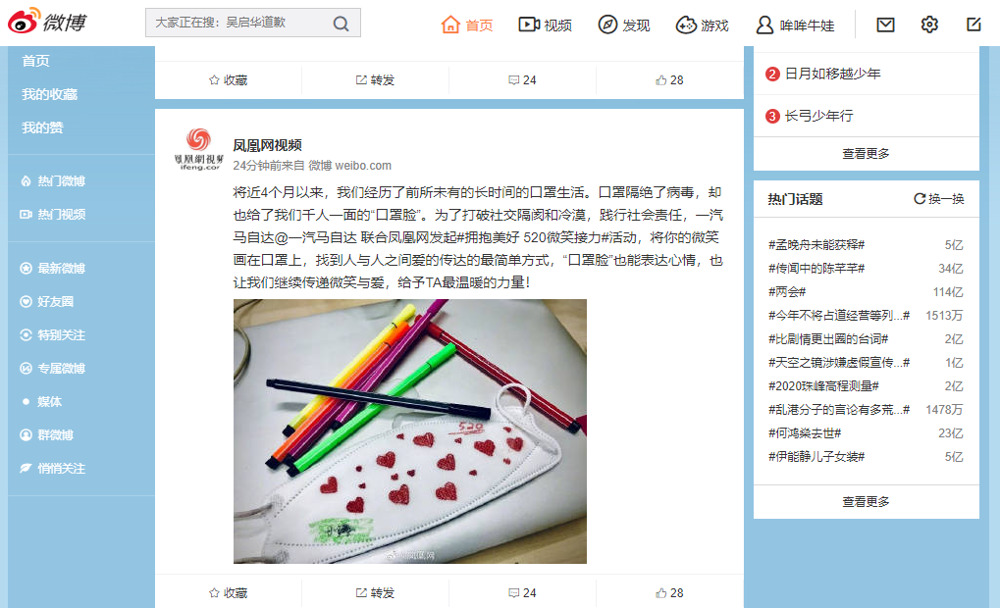 微博
大家正在搜：吴启华道歉
首页
视频
发现
游戏
哞哞牛娃
首页
我的收藏
我的赞
热门微博
热门视频
最新微博
好友圈
特别关注
专属微博
媒体
群微博
悄悄关注
收藏
转发
24
28
凤凰网视频
鳳凰網視頻
ifeng.com
24分钟前来自 微博 weibo.com
将近4个月以来，我们经历了前所未有的长时间的口罩生活。口罩隔绝了病毒，却
也给了我们千人一面的“口罩脸”。为了打破社交隔阂和冷漠，践行社会责任，一汽
马自达@一汽马自达 联合凤凰网发起#拥抱美好 520微笑接力#活动，将你的微笑
画在口罩上，找到人与人之间爱的传达的最简单方式，“口罩脸”也能表达心情，也
让我们继续传递微笑与爱，给予TA最温暖的力量！
520
收藏
转发
24
28
2 日月如移越少年
3 长弓少年行
查看更多
热门话题
换一换
#孟晚舟未能获释# 5亿
#传闻中的陈芊芊# 34亿
#两会# 114亿
#今年不将占道经营等列...# 1513万
#比剧情更出圈的台词# 2亿
#天空之镜涉嫌虚假宣传...# 1亿
#2020珠峰高程测量# 2亿
#乱港分子的言论有多荒...# 1478万
#何鸿燊去世# 23亿
#伊能静儿子女装# 5亿
查看更多